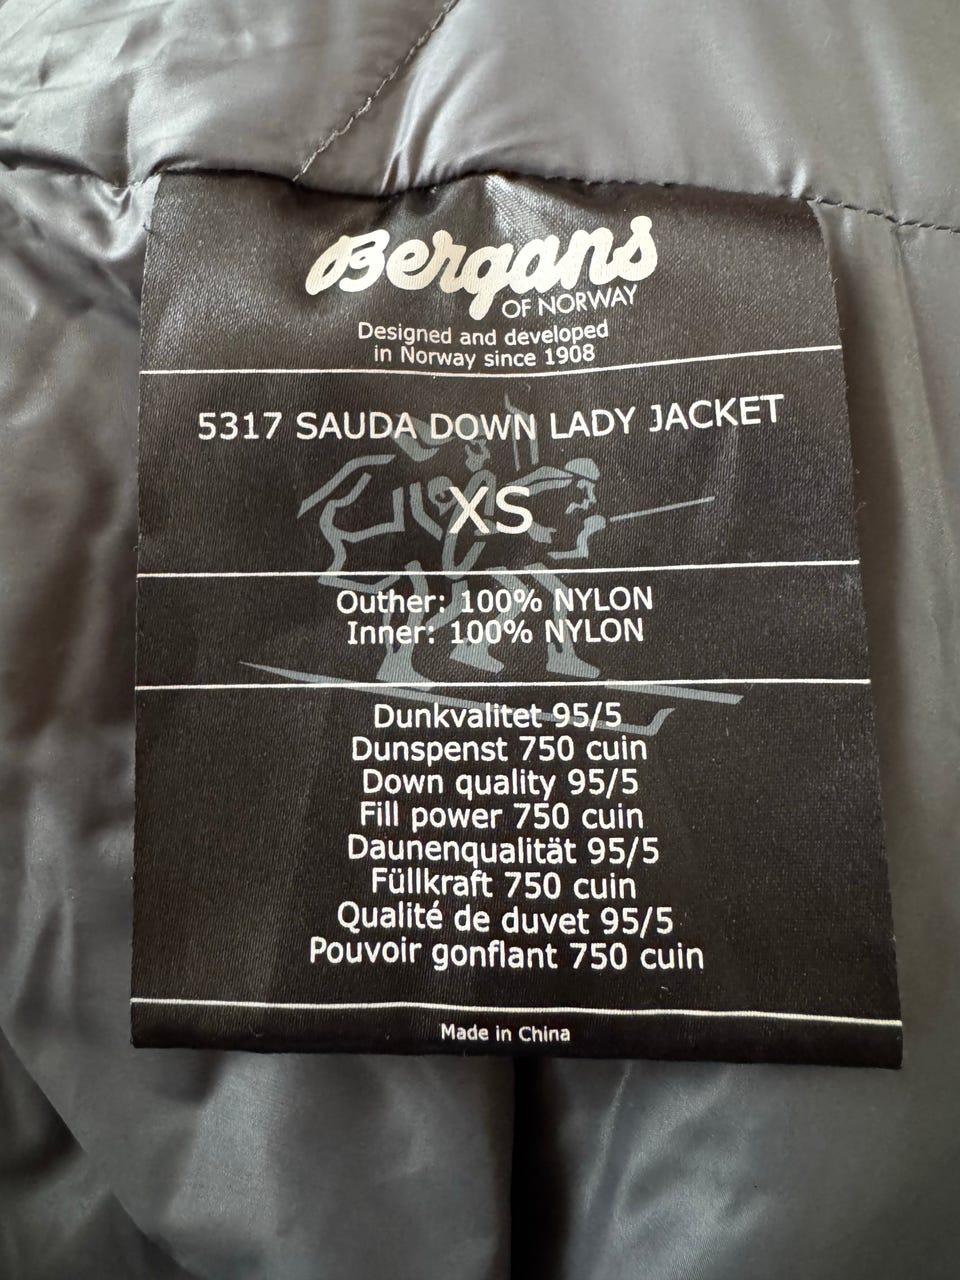 Bergans
OF NORWAY
Designed and developed
in Norway since 1908
5317 SAUDA DOWN LADY JACKET
XS
Outher: 100% NYLON
Inner: 100% NYLON
Dunkvalitet 95/5
Dunspenst 750 cuin
Down quality 95/5
Fill power 750 cuin
Daunenqualität 95/5
Füllkraft 750 cuin
Qualité de duvet 95/5
Pouvoir gonflant 750 cuin
Made in China